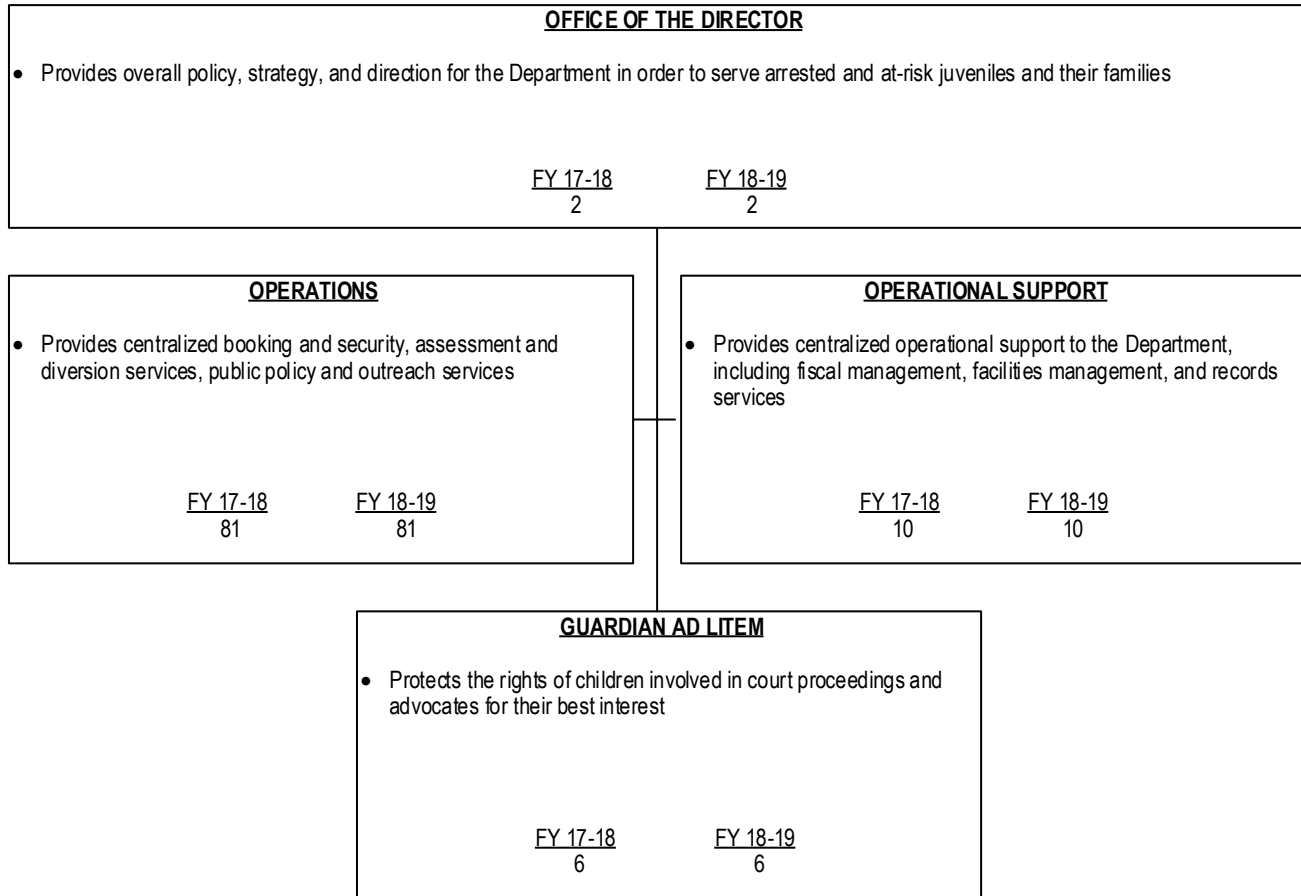 OFFICE OF THE DIRECTOR
• Provides overall policy, strategy, and direction for the Department in order to serve arrested and at-risk juveniles and their families
FY 17-18 FY 18-19
2 2
OPERATIONS
• Provides centralized booking and security, assessment and
diversion services, public policy and outreach services
FY 17-18 FY 18-19
81 81
OPERATIONAL SUPPORT
• Provides centralized operational support to the Department,
including fiscal management, facilities management, and records
services
FY 17-18 FY 18-19
10 10
GUARDIAN AD LITEM
• Protects the rights of children involved in court proceedings and
advocates for their best interest
FY 17-18 FY 18-19
6 6